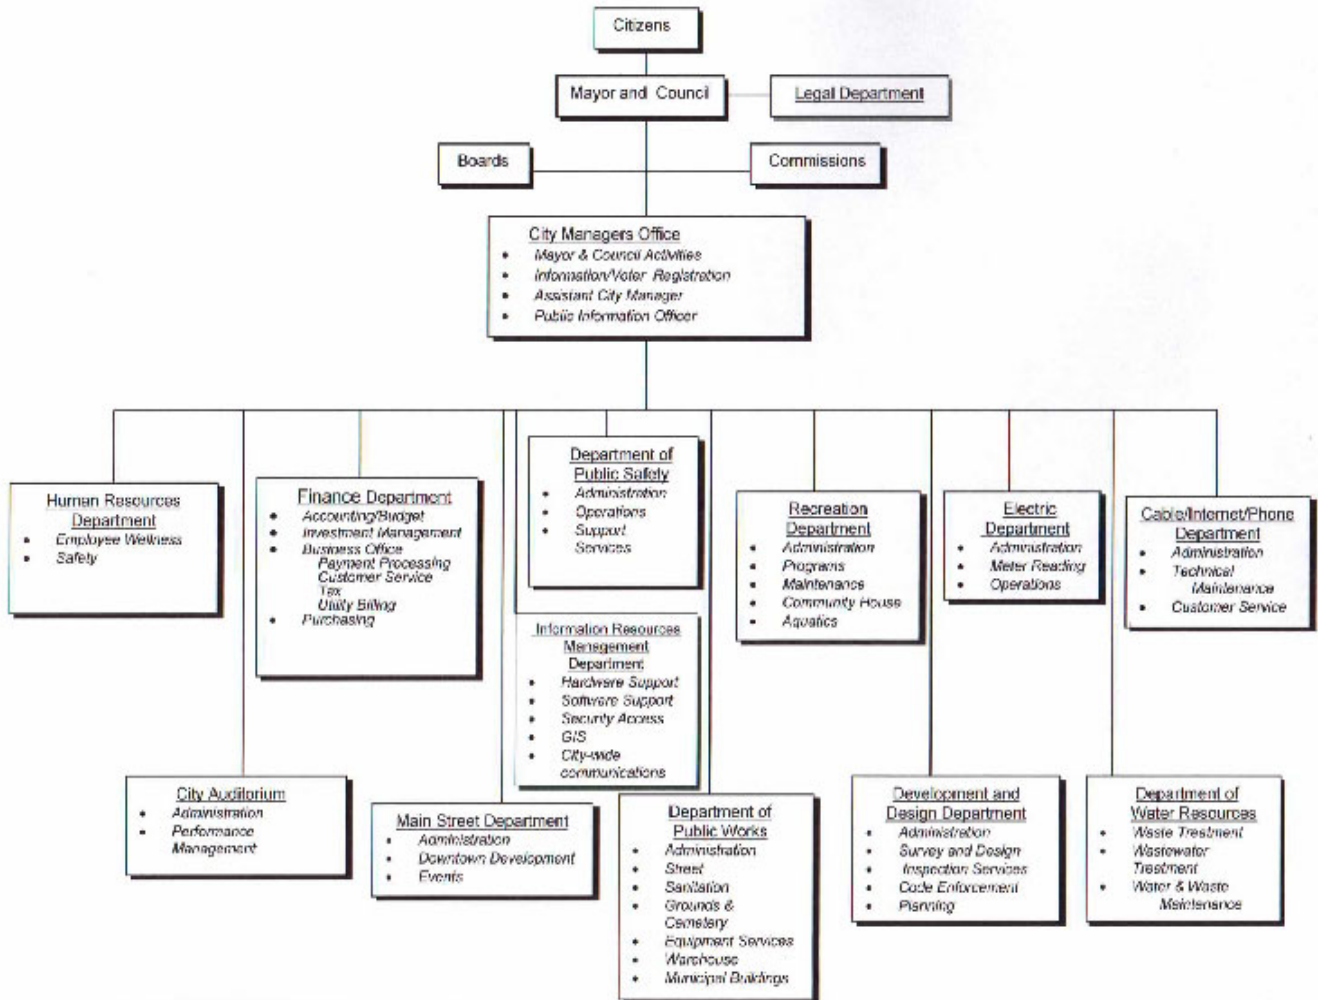 Citizens
Mayor and Council
Legal Department
Boards
Commissions
City Managers Office
• Mayor & Council Activities
• Information/Voter Registration
• Assistant City Manager
• Public Information Officer
Human Resources
Department
• Employee Wellness
• Safety
Finance Department
• Accounting/Budget
• Investment Management
• Business Office
Payment Processing
Customer Service
Tax
Utility Billing
• Purchasing
Department of
Public Safety
• Administration
• Operations
• Support
Services
Recreation
Department
• Administration
• Programs
• Maintenance
• Community House
• Aquatics
Electric
Department
• Administration
• Meter Reading
• Operations
Cable/Internet/Phone
Department
• Administration
• Technical
Maintenance
• Customer Service
Information Resources
Management
Department
• Hardware Support
• Software Support
• Security Access
• GIS
• City-wide
communications
City Auditorium
• Administration
• Performance
Management
Main Street Department
• Administration
• Downtown Development
• Events
Department of
Public Works
• Administration
• Street
• Sanitation
• Grounds &
Cemetery
• Equipment Services
• Warehouse
• Municipal Buildings
Development and
Design Department
• Administration
• Survey and Design
• Inspection Services
• Code Enforcement
• Planning
Department of
Water Resources
• Waste Treatment
• Wastewater
Treatment
• Water & Waste
Maintenance